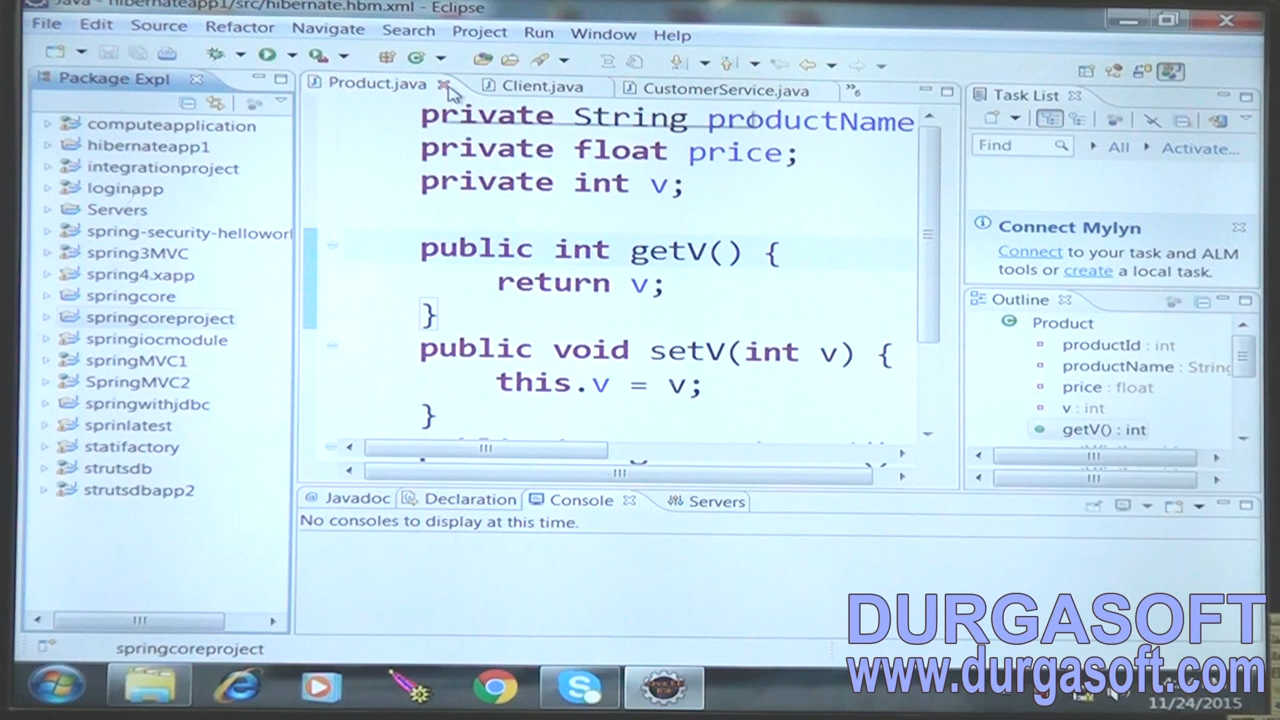 Java - hibernateapp1/src/hibernate.hbm.xml - Eclipse
File Edit Source Refactor Navigate Search Project Run Window Help
Package Expl
computeapplication
hibernateapp1
integrationproject
loginapp
Servers
spring-security-hellowor
spring3MVC
spring4.xapp
springcore
springcoreproject
springiocmodule
springMVC1
SpringMVC2
springwithjdbc
sprinlatest
statifactory
strutsdb
strutsdbapp2
Product.java Client.java CustomerService.java »6
private String productName
private float price;
private int v;
public int getV() {
return v;
}
public void setV(int v) {
this.v = v;
}
Task List
Find All Activate...
Connect Mylyn
Connect to your task and ALM
tools or create a local task.
Outline
Product
productId : int
productName : String
price : float
v : int
getV() : int
Javadoc Declaration Console Servers
No consoles to display at this time.
springcoreproject
DURGASOFT
www.durgasoft.com
11/24/2015